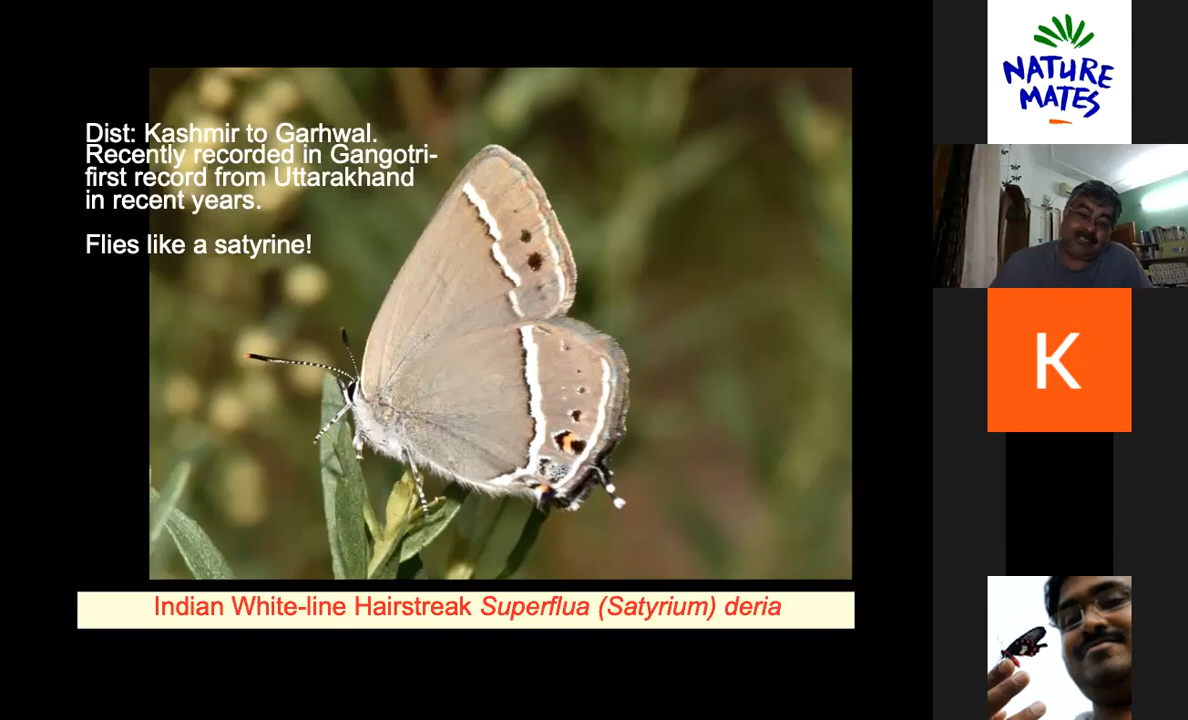 Dist: Kashmir to Garhwal.
Recently recorded in Gangotri-
first record from Uttarakhand
in recent years.
Flies like a satyrine!
Indian White-line Hairstreak Superflua (Satyrium) deria
NATURE
MATES
K